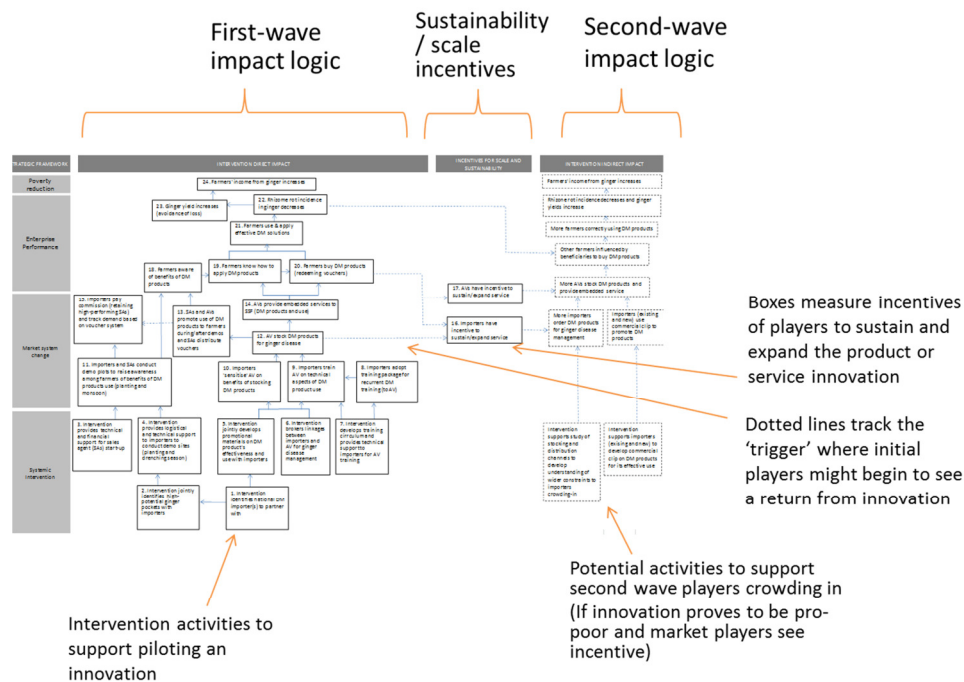 First-wave
impact logic
Sustainability
/ scale
incentives
Second-wave
impact logic
TRATEGIC FRAMEWORK
INTERVENTION DIRECT IMPACT
INCENTIVES FOR SCALE AND
SUSTAINABILITY
INTERVENTION INDIRECT IMPACT
Poverty
reduction
24. Farmers' income from ginger increases
Farmers' income from ginger increases
Enterprise
Performance
23. Ginger yield increases
(avoidance of loss)
22. Rhizome rot incidence
in ginger decreases
Rhizome rot incidence decreases and ginger
yields increase
21. Farmers use & apply
effective DM solutions
More farmers correctly using DM products
Other farmers influenced by
beneficiaries to buy DM products
18. Farmers aware
of benefits of DM
products
19. Farmers know how to
apply DM products
20. Farmers buy DM products
(redeeming vouchers)
More AVs stock DM products and
provide embedded service
17. AVs have incentive to
sustain/expand service
Market system
change
15. Importers pay
commission (retaining
high-performing SAs)
and track demand based
on voucher system
13. SAs and AVs
promote use of DM
products to farmers
during/after demos
and SAs distribute
vouchers
14. AVs provide embedded services to
SSF (DM products and use)
16. Importers have
incentive to
sustain/expand service
More importers
order DM products
for ginger disease
management
Importers (existing
and new) use
commercial clip to
promote DM
products
12. AV stock DM products for
ginger disease
11. Importers and SAs conduct
demo plots to raise awareness
among farmers of benefits of DM
products use (planting and
monsoon)
10. Importers
'sensitise' AV on
benefits of stocking
DM products
9. Importers train
AV on technical
aspects of DM
product use
8. Importers adopt
training package for
recurrent DM
training (to AV)
Systemic
Intervention
3. Intervention
provides technical
and financial
support for sales
agent (SAs) start-up
4. Intervention
provides logistical
and technical support
to importers to
conduct demo sites
(planting and
drenching season)
5. Intervention
jointly develops
promotional
materials on DM
product's
effectiveness and
use with importers
6. Intervention
brokers linkages
between
importers and AV
for ginger disease
management
7. Intervention
develops training
cirriculum and
provides technical
support to
importers for AV
training
Intervention
supports study of
stocking and
distribution
channels to
develop
understanding of
wider constraints to
importers
crowding-in
Intervention
supports importers
(existing and new) to
develop commercial
clip on DM products
for its effective use
2. Intervention jointly
identifies high-
potential ginger
pockets with
importers
1. Intervention
identifies national DM
importer(s) to partner
with
Boxes measure incentives
of players to sustain and
expand the product or
service innovation
Dotted lines track the
'trigger' where initial
players might begin to see
a return from innovation
Potential activities to support
second wave players crowding in
(If innovation proves to be pro-
poor and market players see
incentive)
Intervention activities to
support piloting an
innovation